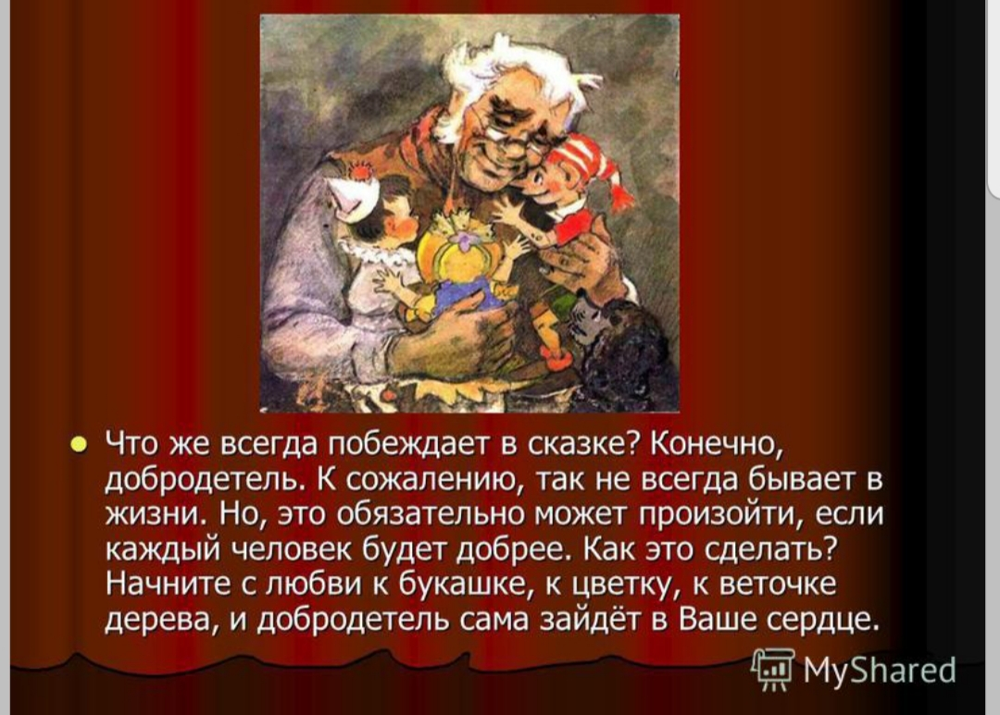 Что же всегда побеждает в сказке? Конечно,
добродетель. К сожалению, так не всегда бывает в
жизни. Но, это обязательно может произойти, если
каждый человек будет добрее. Как это сделать?
Начните с любви к букашке, к цветку, к веточке
дерева, и добродетель сама зайдёт в Ваше сердце.
MyShared